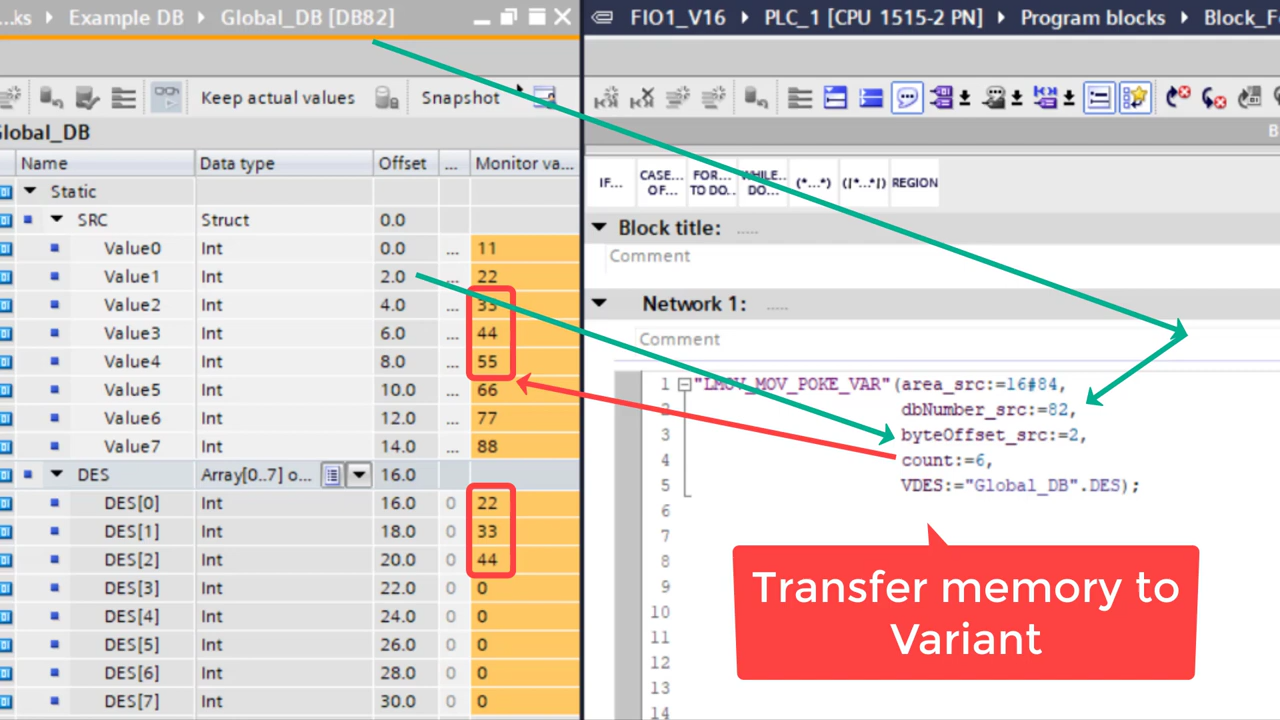 ...ks ▸ Example DB ▸ Global_DB [DB82]
Keep actual values
Snapshot
Global_DB
Name Data type Offset ... Monitor va...
Static
SRC Struct 0.0
Value0 Int 0.0 ... 11
Value1 Int 2.0 ... 22
Value2 Int 4.0 ... 33
Value3 Int 6.0 ... 44
Value4 Int 8.0 ... 55
Value5 Int 10.0 ... 66
Value6 Int 12.0 ... 77
Value7 Int 14.0 ... 88
DES Array[0..7] o... 16.0
DES[0] Int 16.0 0 22
DES[1] Int 18.0 0 33
DES[2] Int 20.0 0 44
DES[3] Int 22.0 0 0
DES[4] Int 24.0 0 0
DES[5] Int 26.0 0 0
DES[6] Int 28.0 0 0
DES[7] Int 30.0 0 0
FIO1_V16 ▸ PLC_1 [CPU 1515-2 PN] ▸ Program blocks ▸ Block_F
IF... CASE... OF... FOR... TO DO.. WHILE.. DO... (*...*) (|*...*|) REGION
Block title: .....
Comment
Network 1: .....
Comment
1 "LMOV_MOV_POKE_VAR"(area_src:=16#84,
2 dbNumber_src:=82,
3 byteOffset_src:=2,
4 count:=6,
5 VDES:="Global_DB".DES);
6
7
8
9
10
11
12
13
14
Transfer memory to
Variant